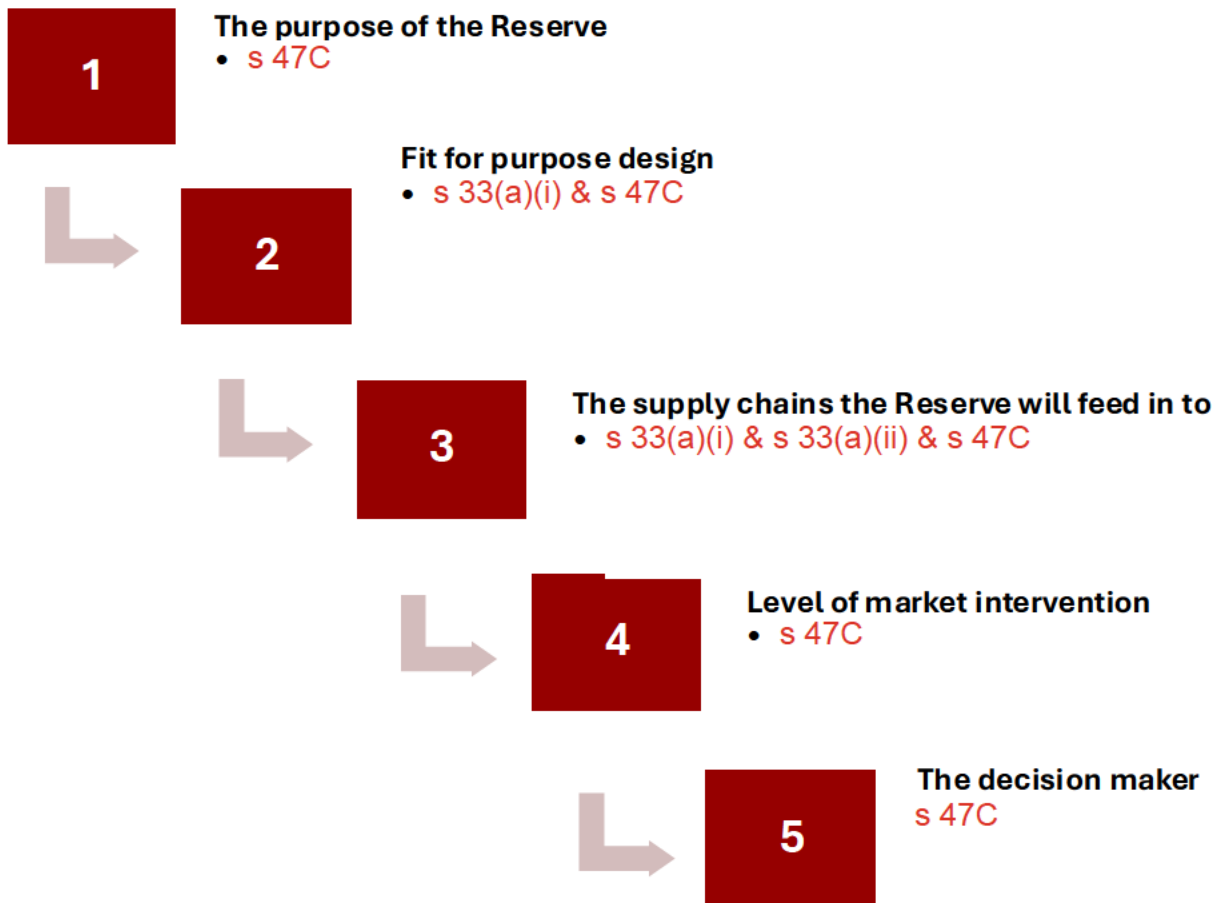 1
The purpose of the Reserve
• s 47C
2
Fit for purpose design
• s 33(a)(i) & s 47C
3
The supply chains the Reserve will feed in to
• s 33(a)(i) & s 33(a)(ii) & s 47C
4
Level of market intervention
• s 47C
5
The decision maker
s 47C